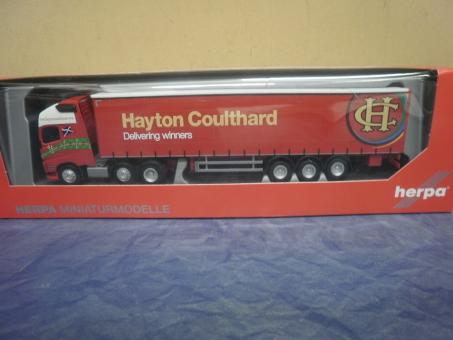 Hayton Coulthard
Delivering winners
HC
herpa
HERPA MINIATURMODELLE